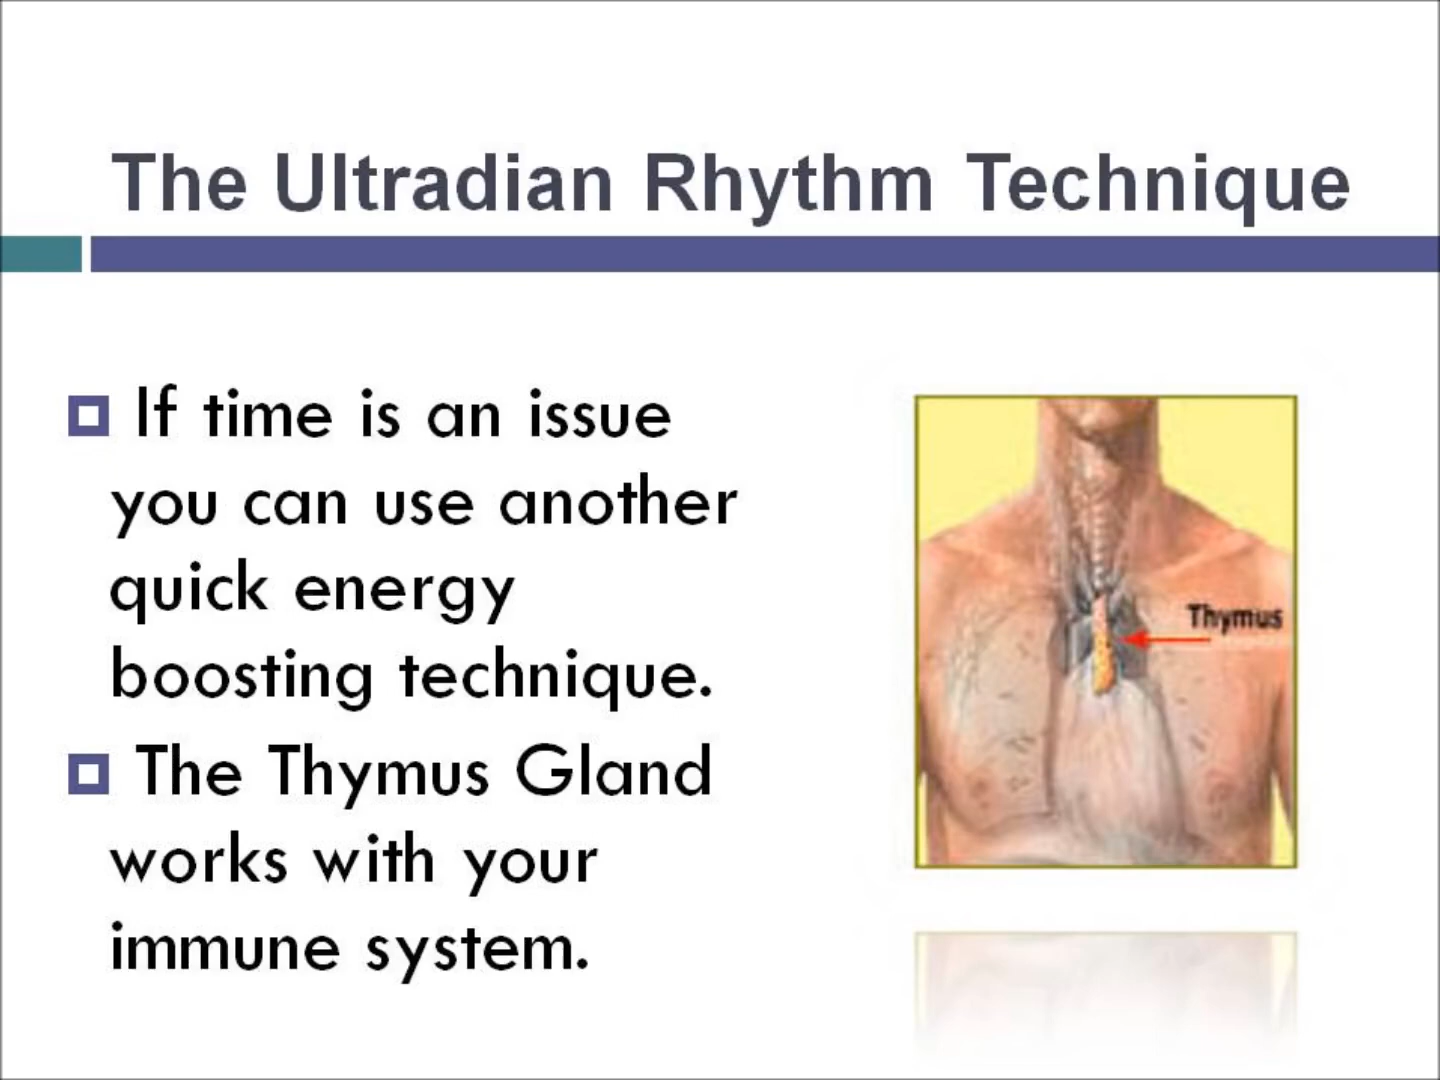 The Ultradian Rhythm Technique
If time is an issue
you can use another
quick energy
boosting technique.
The Thymus Gland
works with your
immune system.
Thymus